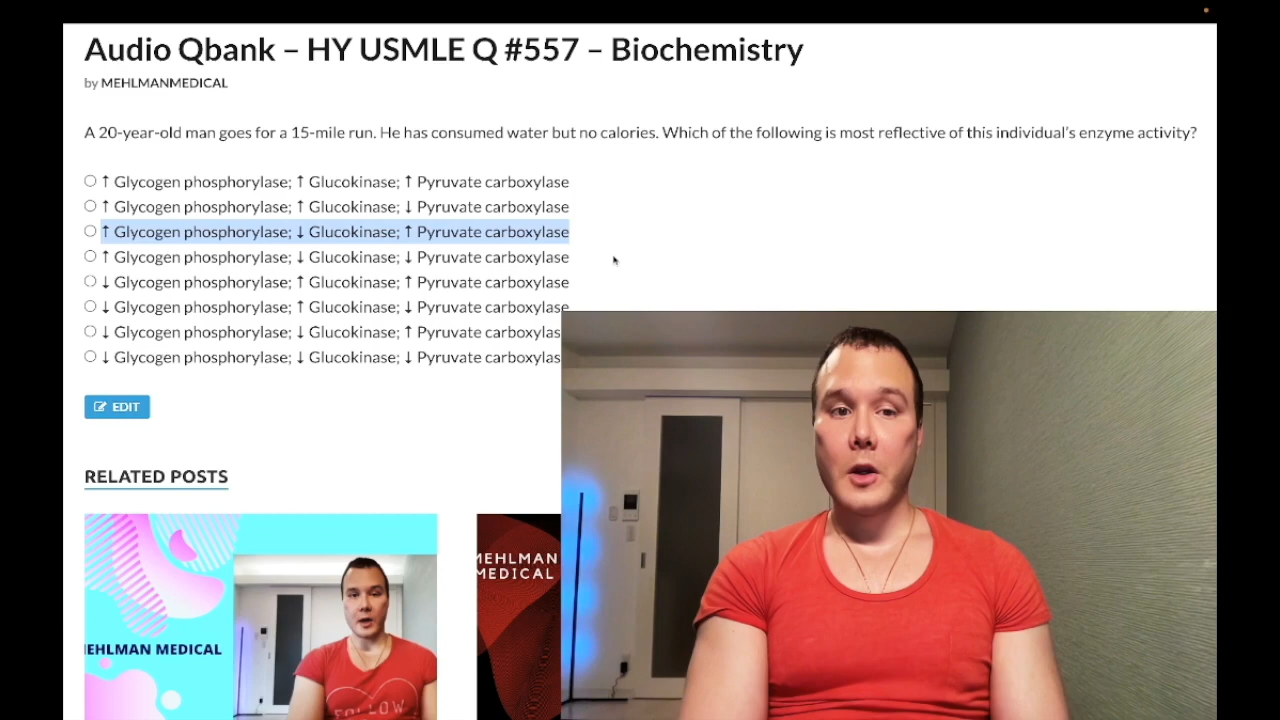 Audio Qbank – HY USMLE Q #557 – Biochemistry
by MEHLMANMEDICAL
A 20-year-old man goes for a 15-mile run. He has consumed water but no calories. Which of the following is most reflective of this individual's enzyme activity?
↑ Glycogen phosphorylase; ↑ Glucokinase; ↑ Pyruvate carboxylase
↑ Glycogen phosphorylase; ↑ Glucokinase; ↓ Pyruvate carboxylase
↑ Glycogen phosphorylase; ↓ Glucokinase; ↑ Pyruvate carboxylase
↑ Glycogen phosphorylase; ↓ Glucokinase; ↓ Pyruvate carboxylase
↓ Glycogen phosphorylase; ↑ Glucokinase; ↑ Pyruvate carboxylase
↓ Glycogen phosphorylase; ↑ Glucokinase; ↓ Pyruvate carboxylase
↓ Glycogen phosphorylase; ↓ Glucokinase; ↑ Pyruvate carboxylas
↓ Glycogen phosphorylase; ↓ Glucokinase; ↓ Pyruvate carboxylas
EDIT
RELATED POSTS
MEHLMAN
MEDICAL
EHLMAN MEDICAL
FOLLOW